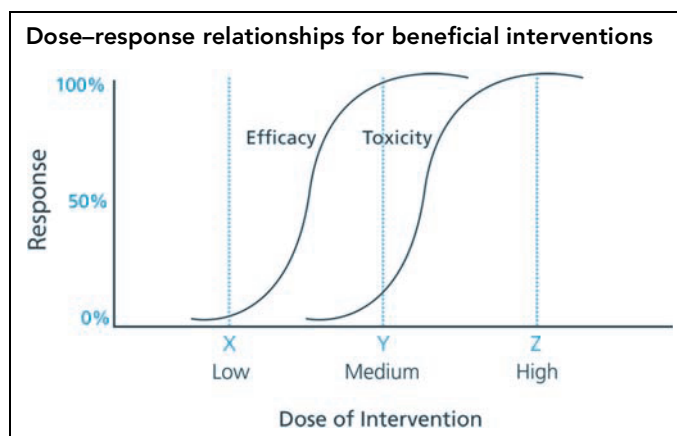 Dose–response relationships for beneficial interventions
100%
Efficacy
Toxicity
50%
Response
0%
X
Y
Z
Low
Medium
High
Dose of Intervention